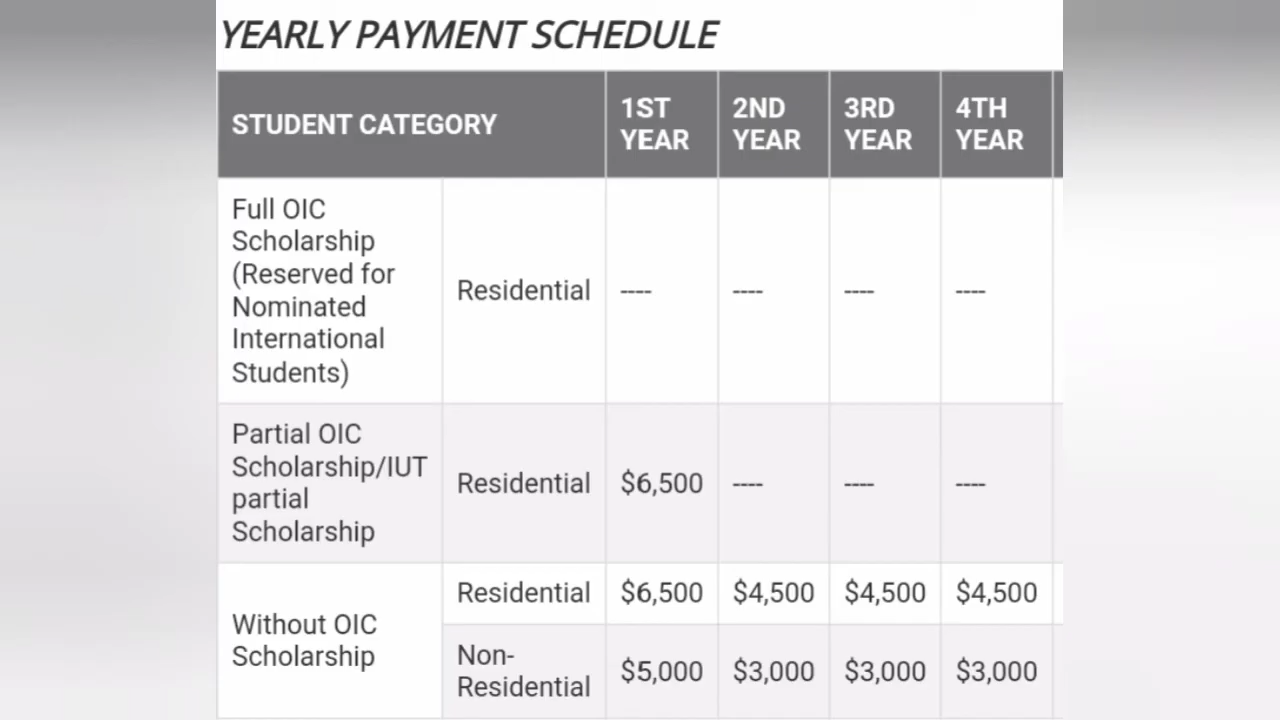 YEARLY PAYMENT SCHEDULE
STUDENT CATEGORY
1ST
YEAR
2ND
YEAR
3RD
YEAR
4TH
YEAR
Full OIC
Scholarship
(Reserved for
Nominated
International
Students)
Residential
----
----
----
----
Partial OIC
Scholarship/IUT
partial
Scholarship
Residential
$6,500
----
----
----
Without OIC
Scholarship
Residential
$6,500
$4,500
$4,500
$4,500
Non-
Residential
$5,000
$3,000
$3,000
$3,000